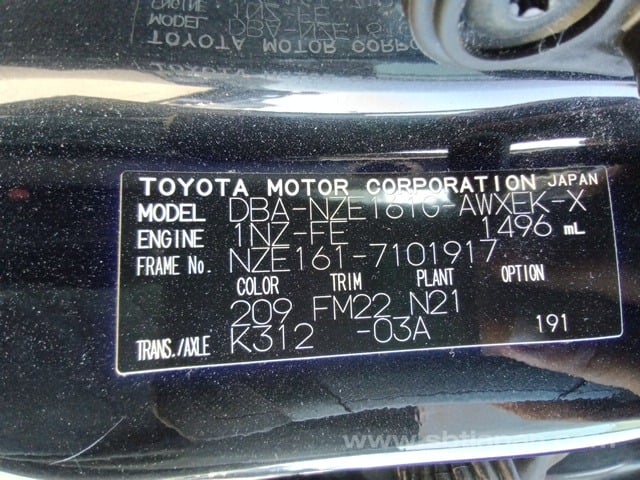 TOYOTA MOTOR CORPORATION JAPAN
MODEL DBA-NZE161G-AWXEK-X
ENGINE 1NZ-FE 1496 mL
FRAME No. NZE161-7101917
COLOR TRIM PLANT OPTION
209 FM22 N21
TRANS./AXLE K312 -03A 191